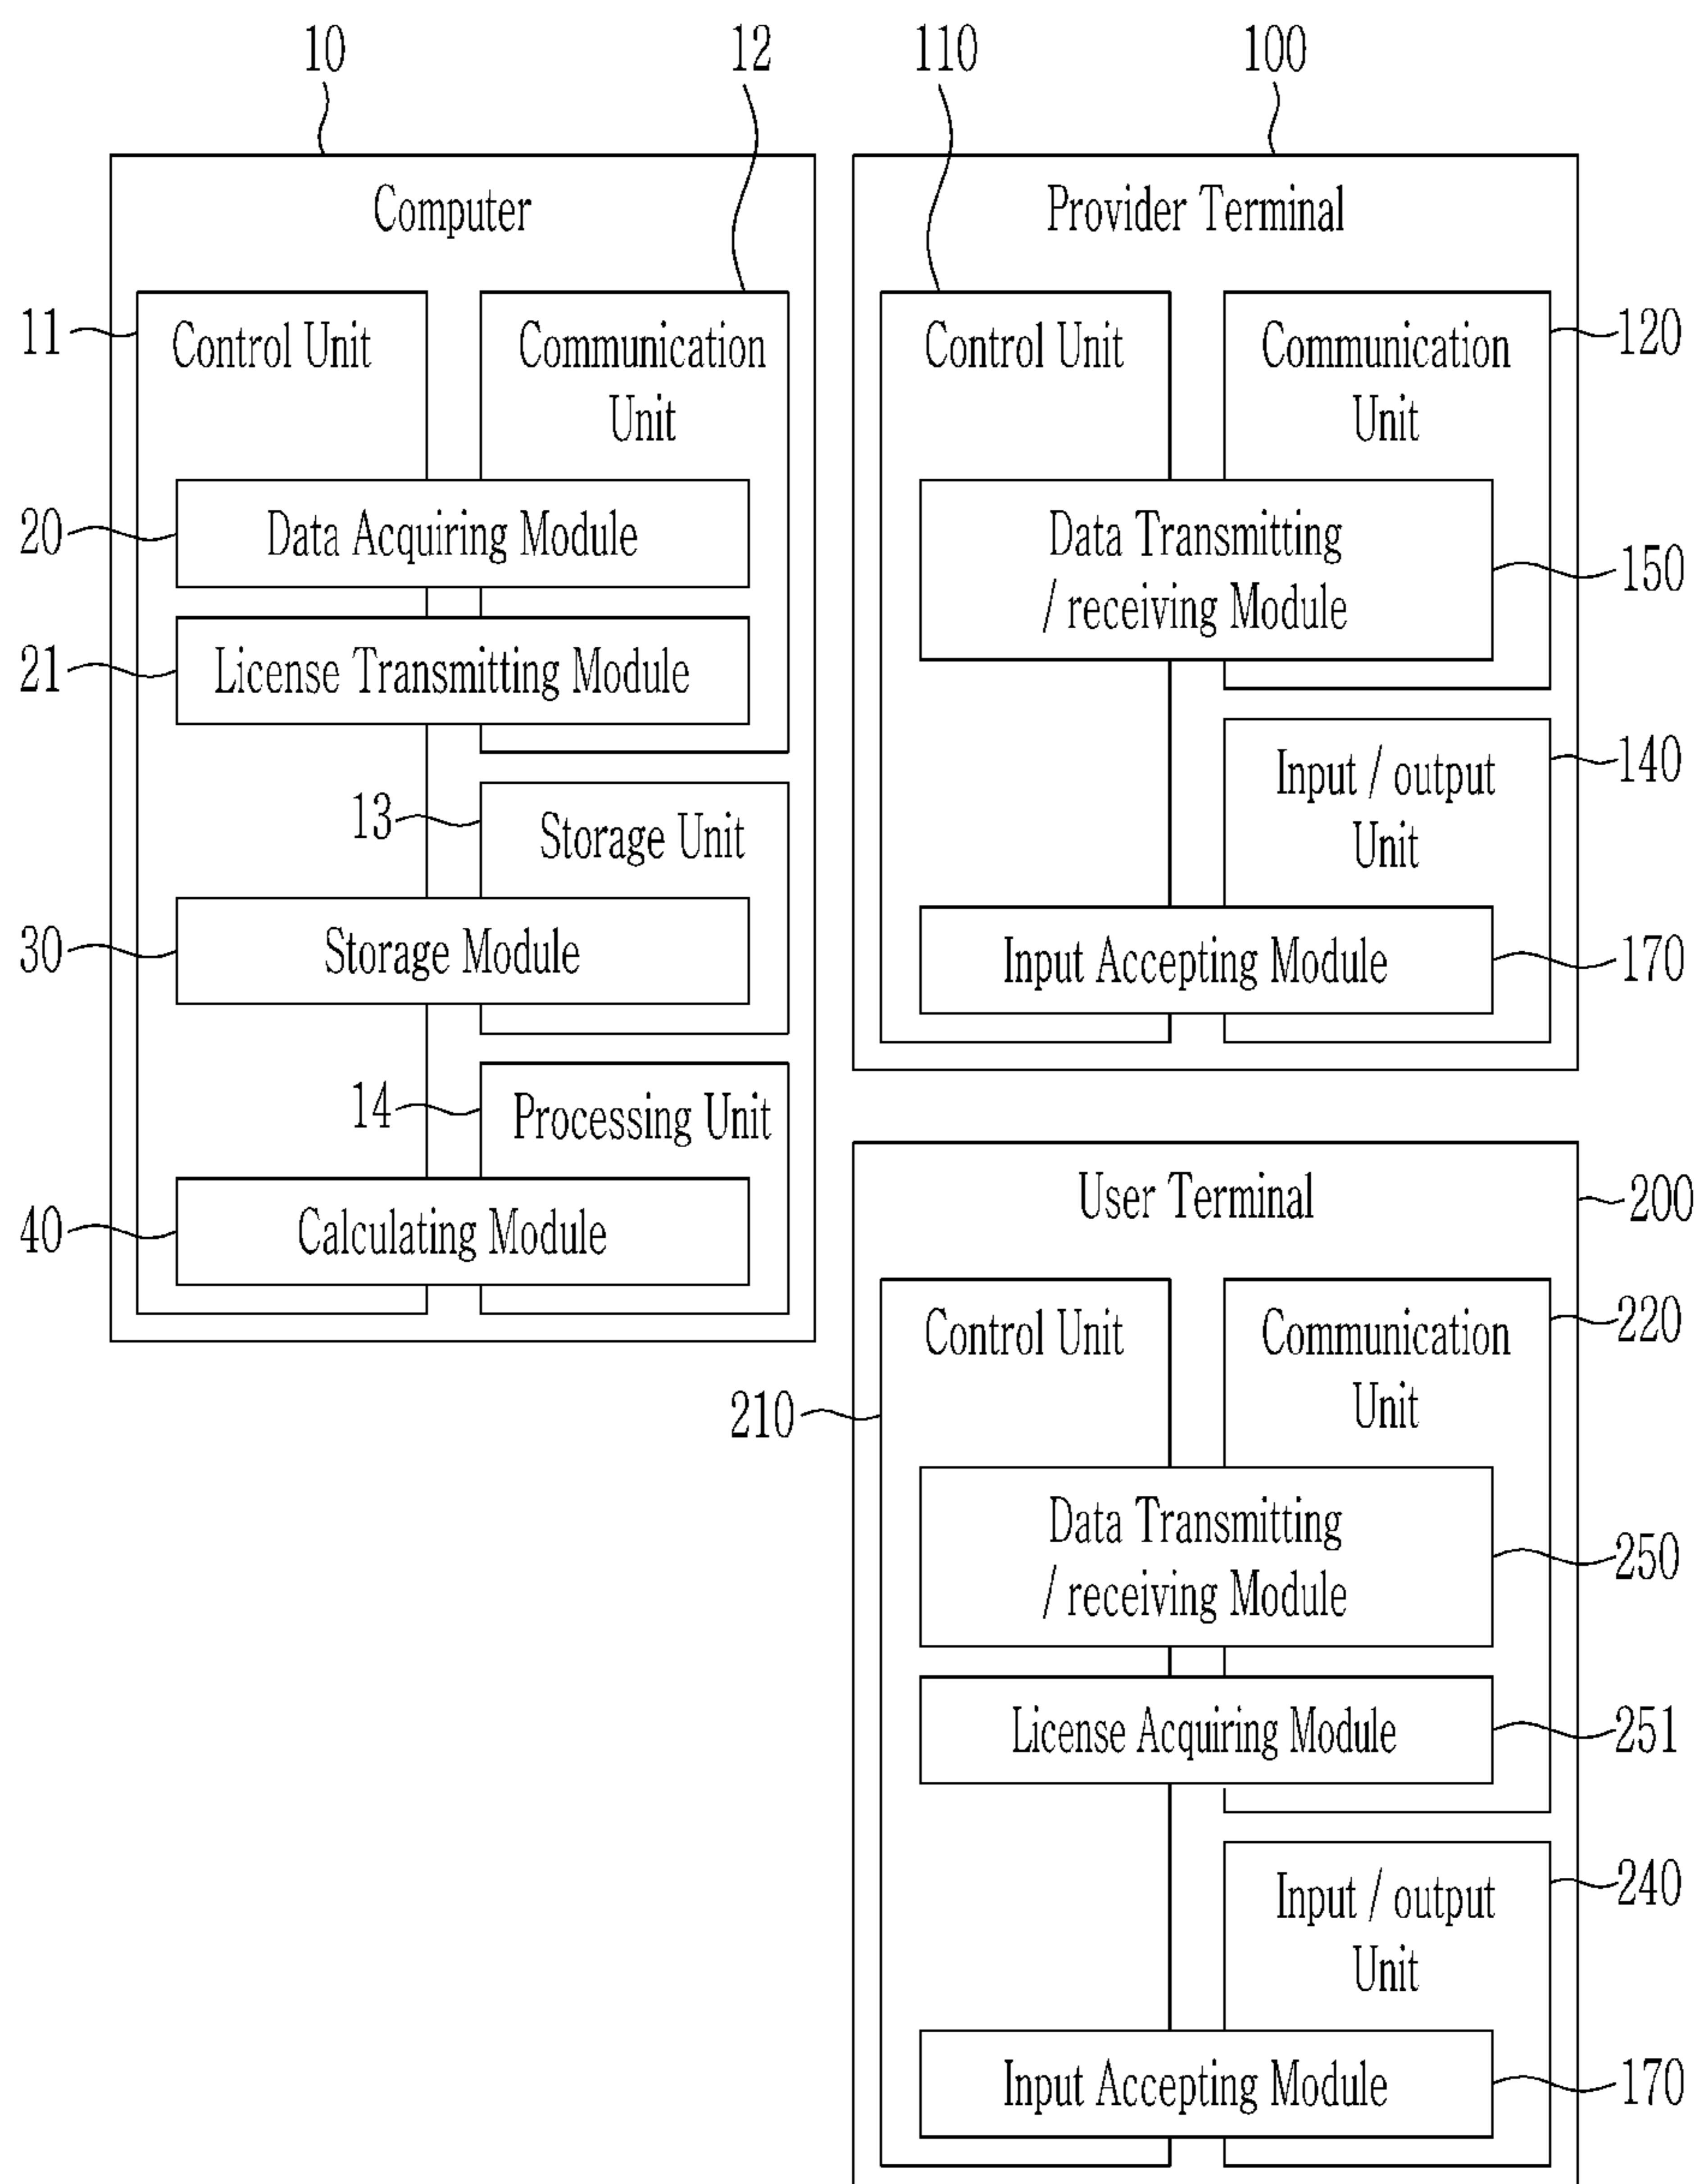 10
12
110
100
Computer
11
Control Unit
Communication
Unit
20
Data Acquiring Module
21
License Transmitting Module
13
Storage Unit
30
Storage Module
14
Processing Unit
40
Calculating Module
Provider Terminal
Control Unit
Communication
Unit
120
Data Transmitting
/ receiving Module
150
Input / output
Unit
140
Input Accepting Module
170
User Terminal
200
Control Unit
210
Communication
Unit
220
Data Transmitting
/ receiving Module
250
License Acquiring Module
251
Input / output
Unit
240
Input Accepting Module
170